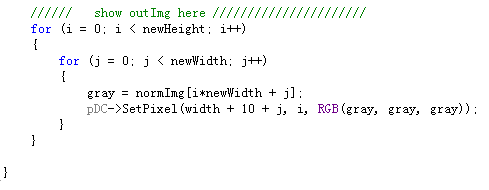 //////   show outImg here //////////////////////
for (i = 0; i < newHeight; i++)
{
for (j = 0; j < newWidth; j++)
{
gray = normImg[i*newWidth + j];
pDC->SetPixel(width + 10 + j, i, RGB(gray, gray, gray));
}
}
}